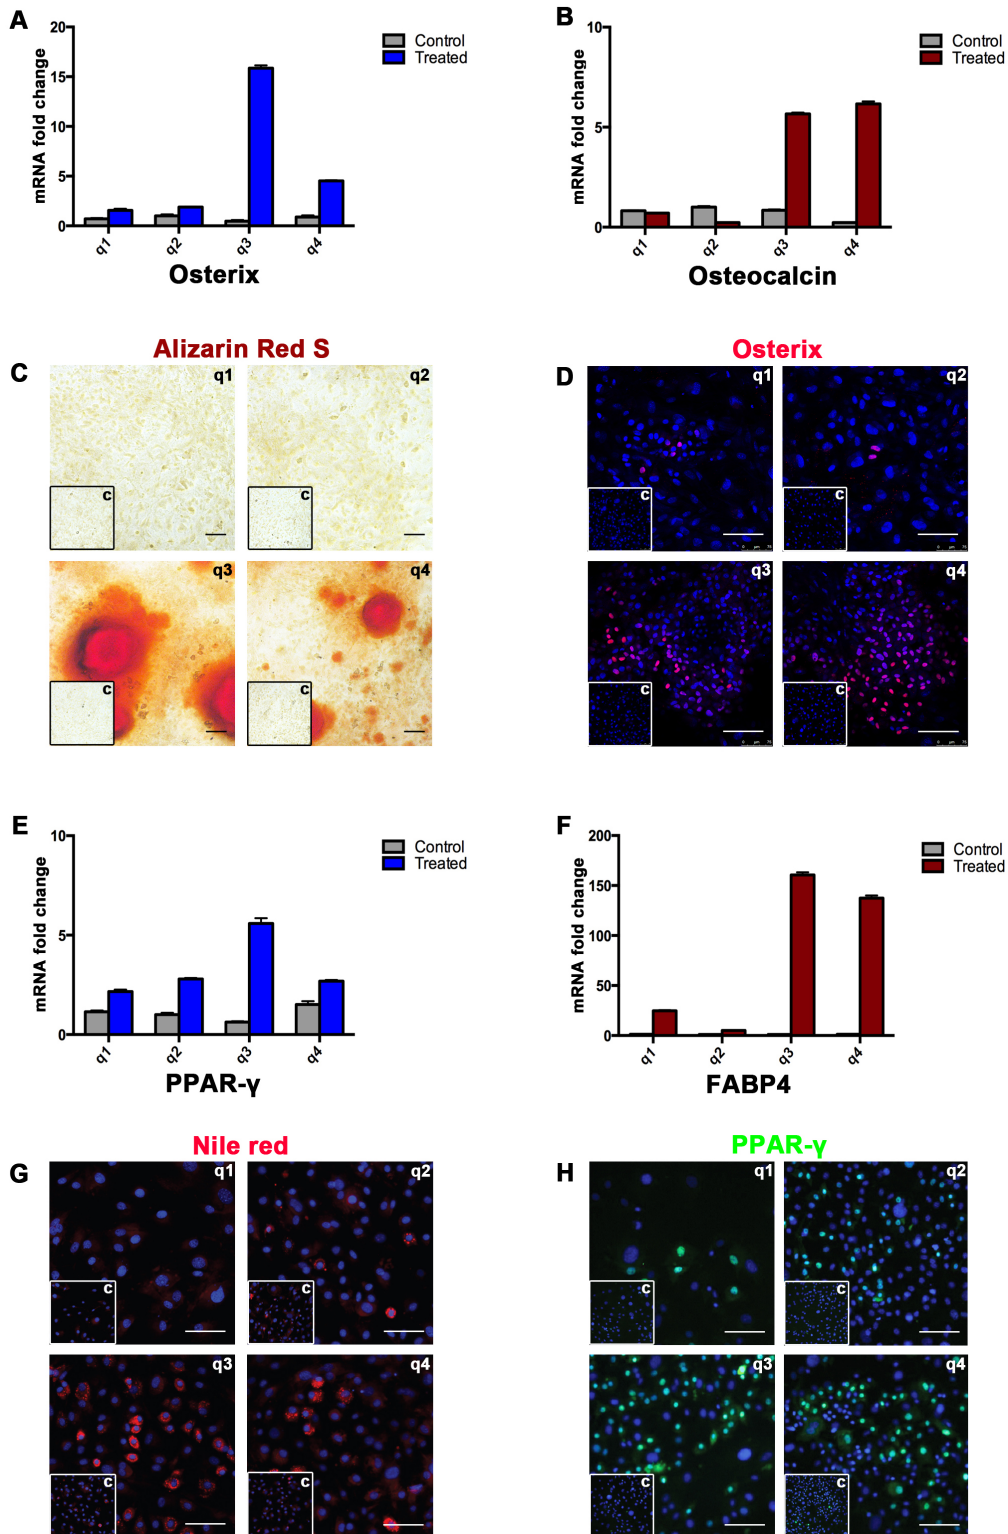 A
mRNA fold change
20
15
10
5
0
q1 q2 q3 q4
Osterix
Control
Treated
B
mRNA fold change
10
5
0
q1 q2 q3 q4
Osteocalcin
Control
Treated
Alizarin Red S
C
q1
c
q2
c
q3
c
q4
c
Osterix
D
q1
c
q2
c
q3
c
q4
c
E
mRNA fold change
10
5
0
q1 q2 q3 q4
PPAR-γ
Control
Treated
F
mRNA fold change
200
150
100
50
0
q1 q2 q3 q4
FABP4
Control
Treated
Nile red
G
q1
c
q2
c
q3
c
q4
c
PPAR-γ
H
q1
c
q2
c
q3
c
q4
c